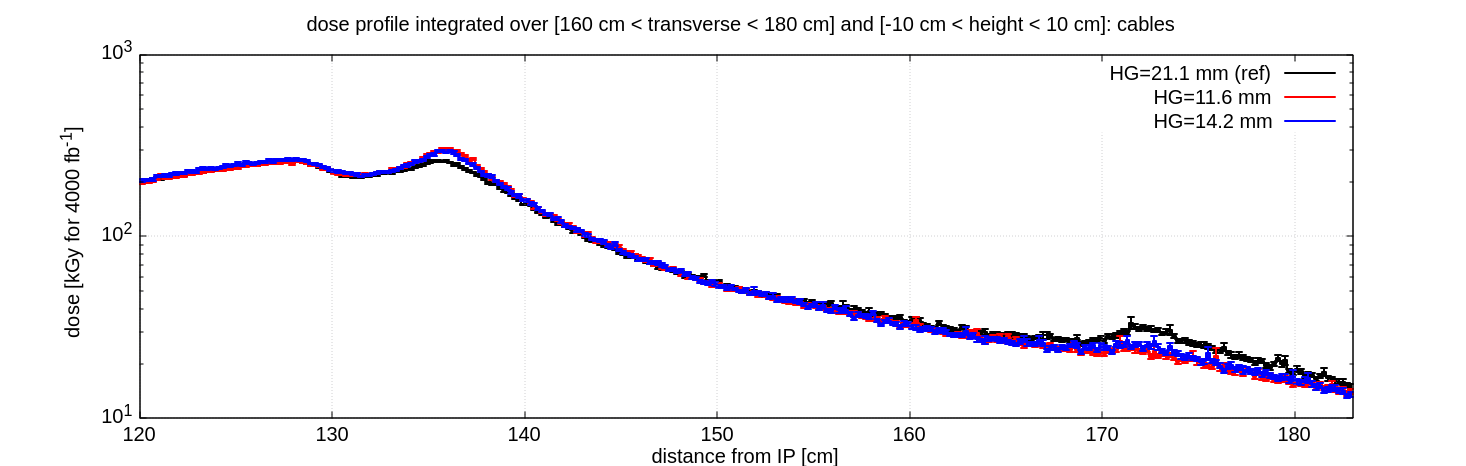 dose profile integrated over [160 cm < transverse < 180 cm] and [-10 cm < height < 10 cm]: cables
10³
10²
10¹
dose [kGy for 4000 fb⁻¹]
HG=21.1 mm (ref)
HG=11.6 mm
HG=14.2 mm
120 130 140 150 160 170 180
distance from IP [cm]